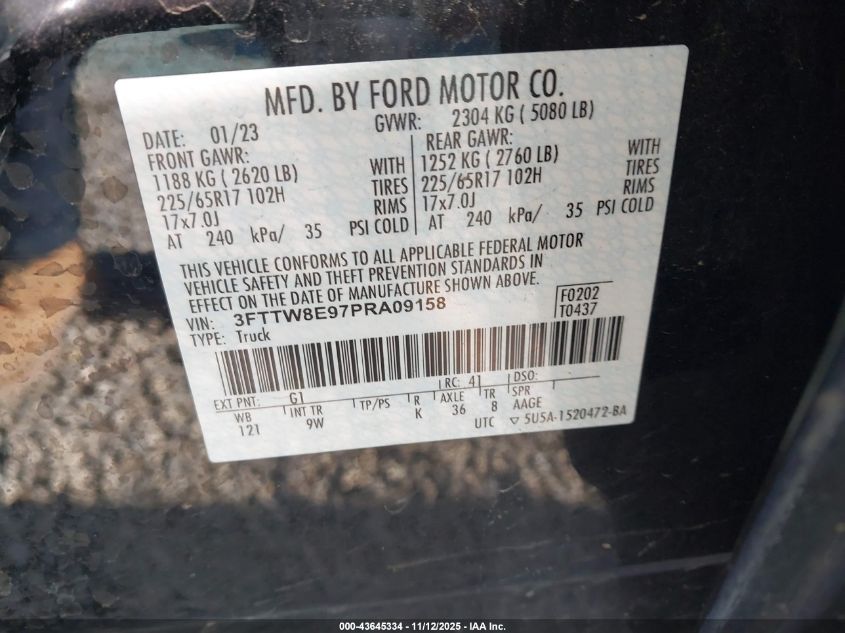 MFD. BY FORD MOTOR CO.
DATE: 01/23 GVWR: 2304 KG ( 5080 LB)
FRONT GAWR: REAR GAWR:
1188 KG ( 2620 LB) WITH 1252 KG ( 2760 LB) WITH
225/65R17 102H TIRES 225/65R17 102H TIRES
17x7.0J RIMS 17x7.0J RIMS
AT 240 kPa/ 35 PSI COLD AT 240 kPa/ 35 PSI COLD
THIS VEHICLE CONFORMS TO ALL APPLICABLE FEDERAL MOTOR
VEHICLE SAFETY AND THEFT PREVENTION STANDARDS IN
EFFECT ON THE DATE OF MANUFACTURE SHOWN ABOVE.
VIN: 3FTTW8E97PRA09158 F0202
TYPE: Truck T0437
EXT PNT: G1 RC: 41 DSO:
WB INT TR TP/PS R AXLE TR SPR
121 9W K 36 8 AAGE
UTC ▽ 5U5A-1520472-BA
000-43645334 - 11/12/2025 - IAA Inc.